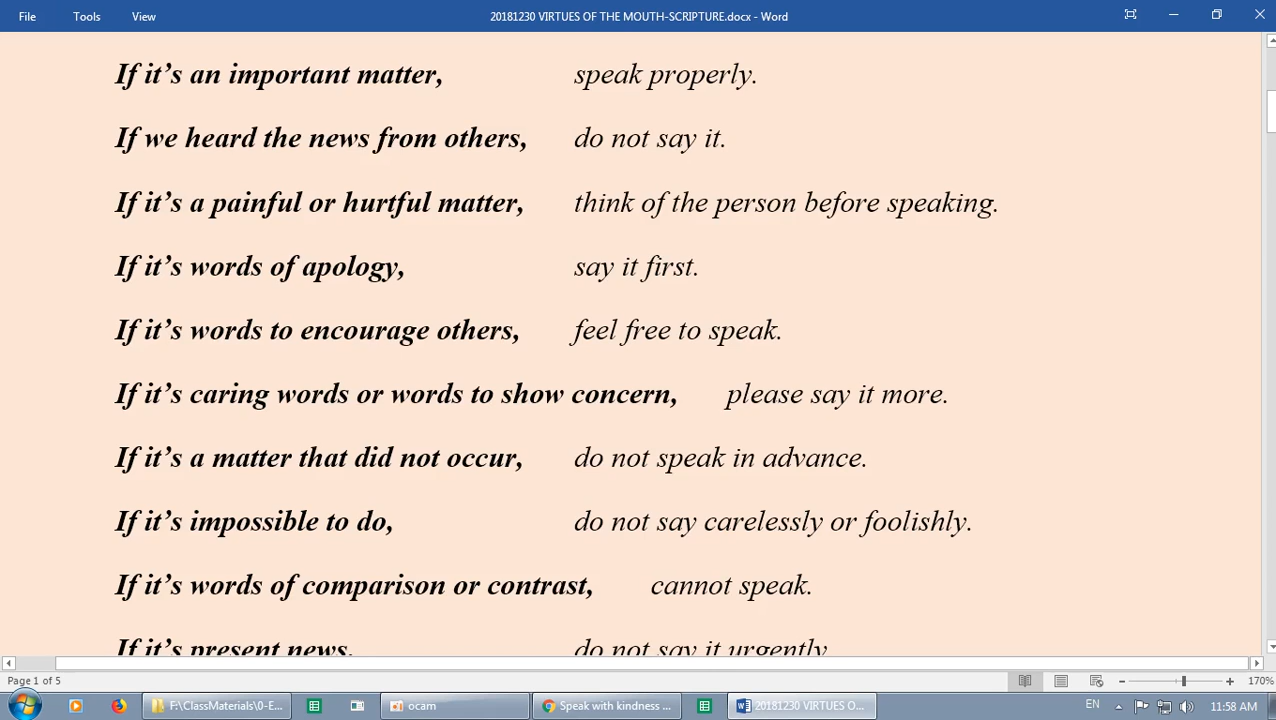 File Tools View 20181230 VIRTUES OF THE MOUTH-SCRIPTURE.docx - Word
If it’s an important matter, speak properly.
If we heard the news from others, do not say it.
If it’s a painful or hurtful matter, think of the person before speaking.
If it’s words of apology, say it first.
If it’s words to encourage others, feel free to speak.
If it’s caring words or words to show concern, please say it more.
If it’s a matter that did not occur, do not speak in advance.
If it’s impossible to do, do not say carelessly or foolishly.
If it’s words of comparison or contrast, cannot speak.
If it’s present news, do not say it urgently
Page 1 of 5 170%
F:\ClassMaterials\0-E... ocam Speak with kindness ... 20181230 VIRTUES O... EN 11:58 AM